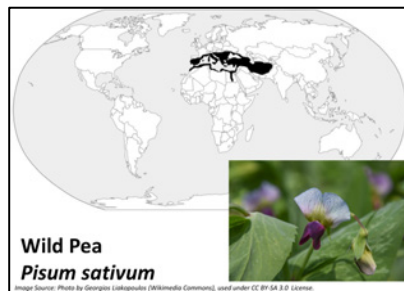 Wild Pea
Pisum sativum
Image Source: Photo by Georgios Liakopoulos (Wikimedia Commons), used under CC BY-SA 3.0 License.